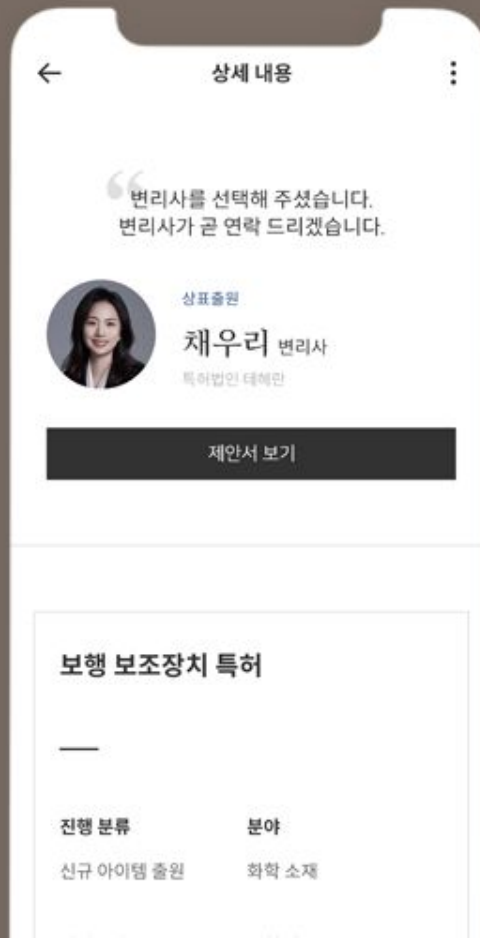 상세 내용
변리사를 선택해 주셨습니다.
변리사가 곧 연락 드리겠습니다.
상표출원
채우리 변리사
특허법인 테헤란
제안서 보기
보행 보조장치 특허
진행 분류 분야
신규 아이템 출원 화학 소재